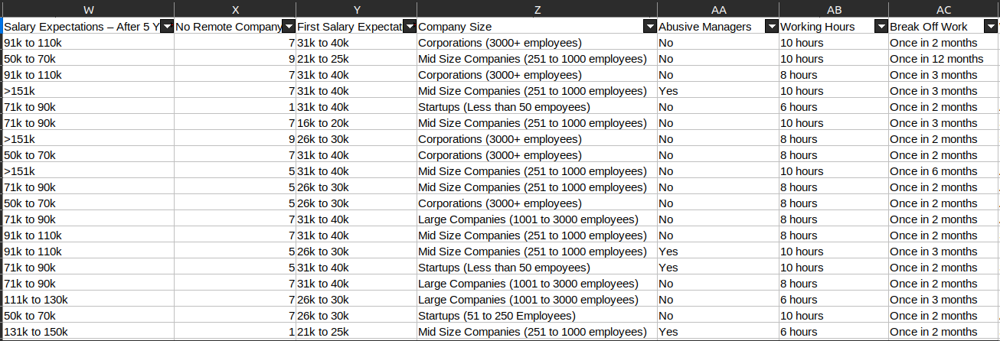 W X Y Z AA AB AC
Salary Expectations – After 5 Y No Remote Company First Salary Expectat Company Size Abusive Managers Working Hours Break Off Work
91k to 110k 7 31k to 40k Corporations (3000+ employees) No 10 hours Once in 2 months
50k to 70k 9 21k to 25k Mid Size Companies (251 to 1000 employees) No 10 hours Once in 12 months
91k to 110k 7 31k to 40k Corporations (3000+ employees) No 8 hours Once in 3 months
>151k 7 31k to 40k Mid Size Companies (251 to 1000 employees) Yes 10 hours Once in 3 months
71k to 90k 1 31k to 40k Startups (Less than 50 empoyees) No 6 hours Once in 2 months
71k to 90k 7 16k to 20k Mid Size Companies (251 to 1000 employees) No 10 hours Once in 3 months
>151k 9 26k to 30k Corporations (3000+ employees) No 8 hours Once in 2 months
50k to 70k 7 31k to 40k Corporations (3000+ employees) No 8 hours Once in 2 months
>151k 5 31k to 40k Mid Size Companies (251 to 1000 employees) No 10 hours Once in 6 months
71k to 90k 5 26k to 30k Mid Size Companies (251 to 1000 employees) No 8 hours Once in 2 months
50k to 70k 5 26k to 30k Corporations (3000+ employees) No 8 hours Once in 2 months
71k to 90k 7 31k to 40k Large Companies (1001 to 3000 employees) No 8 hours Once in 2 months
91k to 110k 7 31k to 40k Mid Size Companies (251 to 1000 employees) No 8 hours Once in 2 months
91k to 110k 5 26k to 30k Mid Size Companies (251 to 1000 employees) Yes 10 hours Once in 3 months
71k to 90k 5 31k to 40k Startups (Less than 50 empoyees) Yes 10 hours Once in 2 months
71k to 90k 7 31k to 40k Large Companies (1001 to 3000 employees) No 8 hours Once in 2 months
111k to 130k 7 26k to 30k Large Companies (1001 to 3000 employees) No 6 hours Once in 3 months
50k to 70k 7 26k to 30k Startups (51 to 250 Employees) No 10 hours Once in 2 months
131k to 150k 1 21k to 25k Mid Size Companies (251 to 1000 employees) Yes 6 hours Once in 2 months